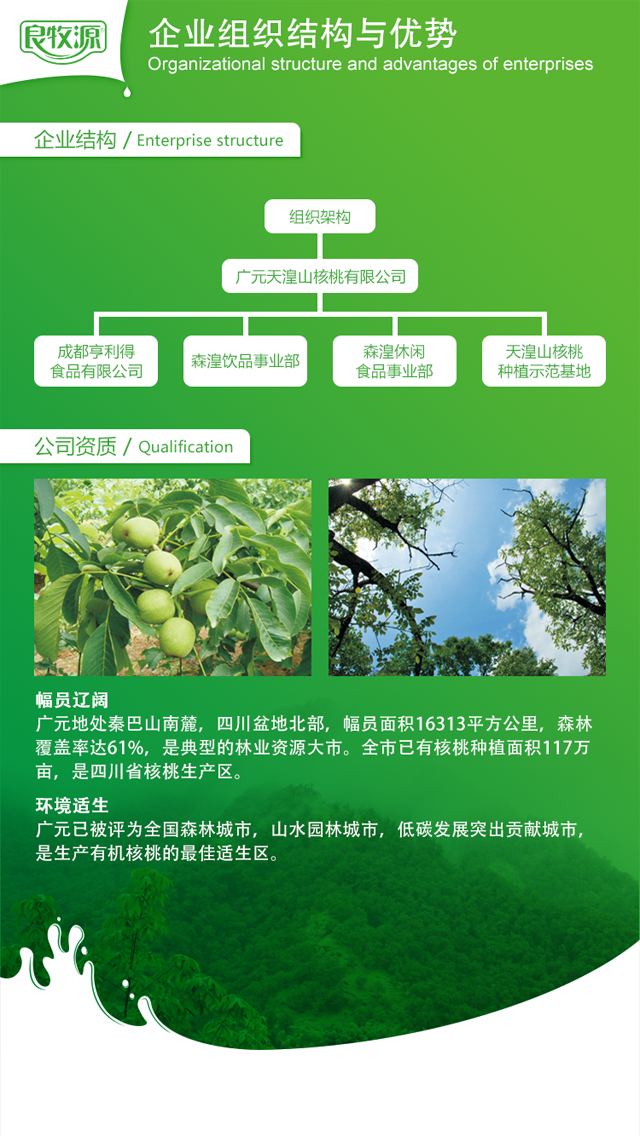 良牧源
企业组织结构与优势
Organizational structure and advantages of enterprises
企业结构 / Enterprise structure
组织架构
广元天湟山核桃有限公司
成都亨利得
食品有限公司
森湟饮品事业部
森湟休闲
食品事业部
天湟山核桃
种植示范基地
公司资质 / Qualification
幅员辽阔
广元地处秦巴山南麓，四川盆地北部，幅员面积16313平方公里，森林
覆盖率达61%，是典型的林业资源大市。全市已有核桃种植面积117万
亩，是四川省核桃生产区。
环境适生
广元已被评为全国森林城市，山水园林城市，低碳发展突出贡献城市，
是生产有机核桃的最佳适生区。